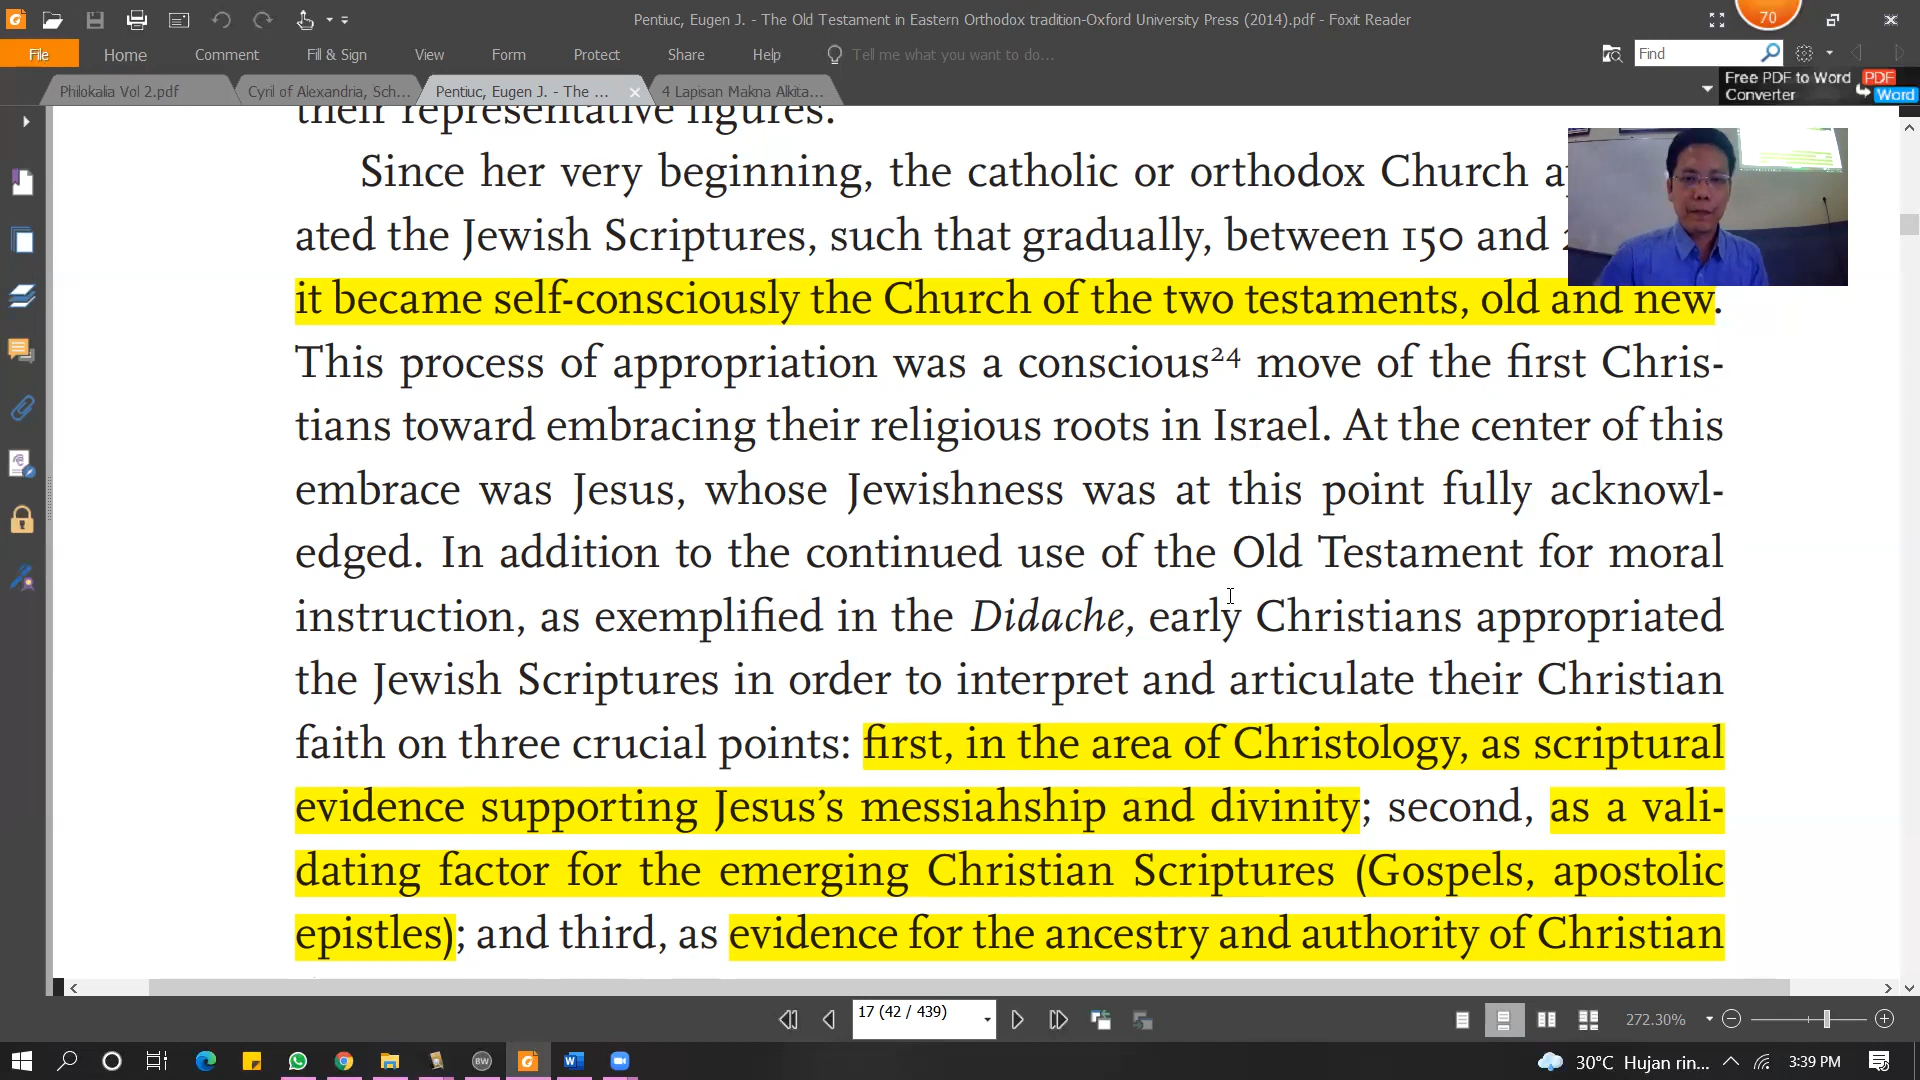 Pentiuc, Eugen J. - The Old Testament in Eastern Orthodox tradition-Oxford University Press (2014).pdf - Foxit Reader
70
File Home Comment Fill & Sign View Form Protect Share Help Tell me what you want to do...
Find
Philokalia Vol 2.pdf
Cyril of Alexandria, Sch...
Pentiuc, Eugen J. - The ...
4 Lapisan Makna Alkita...
Free PDF to Word
Converter
PDF
Word
their representative figures.
Since her very beginning, the catholic or orthodox Church
ated the Jewish Scriptures, such that gradually, between 150 and
it became self-consciously the Church of the two testaments, old and new.
This process of appropriation was a conscious24 move of the first Chris-
tians toward embracing their religious roots in Israel. At the center of this
embrace was Jesus, whose Jewishness was at this point fully acknowl-
edged. In addition to the continued use of the Old Testament for moral
instruction, as exemplified in the Didache, early Christians appropriated
the Jewish Scriptures in order to interpret and articulate their Christian
faith on three crucial points: first, in the area of Christology, as scriptural
evidence supporting Jesus’s messiahship and divinity; second, as a vali-
dating factor for the emerging Christian Scriptures (Gospels, apostolic
epistles); and third, as evidence for the ancestry and authority of Christian
17 (42 / 439)
272.30%
BW
30°C Hujan rin...
3:39 PM